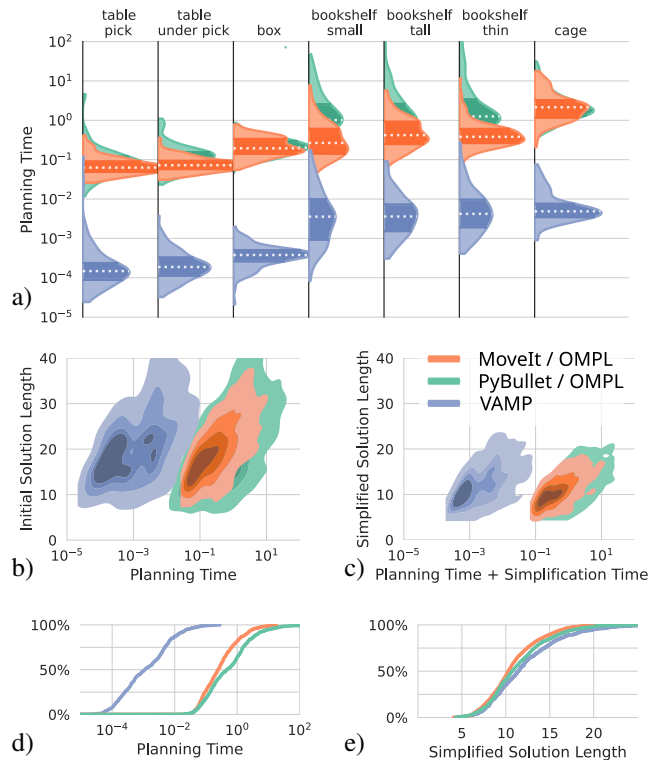 table pick
table under pick
box
bookshelf small
bookshelf tall
bookshelf thin
cage
Planning Time
10^2
10^1
10^0
10^-1
10^-2
10^-3
10^-4
10^-5
a)
Initial Solution Length
40
30
20
10
0
10^-5 10^-3 10^-1 10^1
Planning Time
b)
MoveIt / OMPL
PyBullet / OMPL
VAMP
Simplified Solution Length
40
30
20
10
0
10^-5 10^-3 10^-1 10^1
Planning Time + Simplification Time
c)
100%
50%
0%
10^-4 10^-2 10^0 10^2
Planning Time
d)
100%
50%
0%
5 10 15 20
Simplified Solution Length
e)